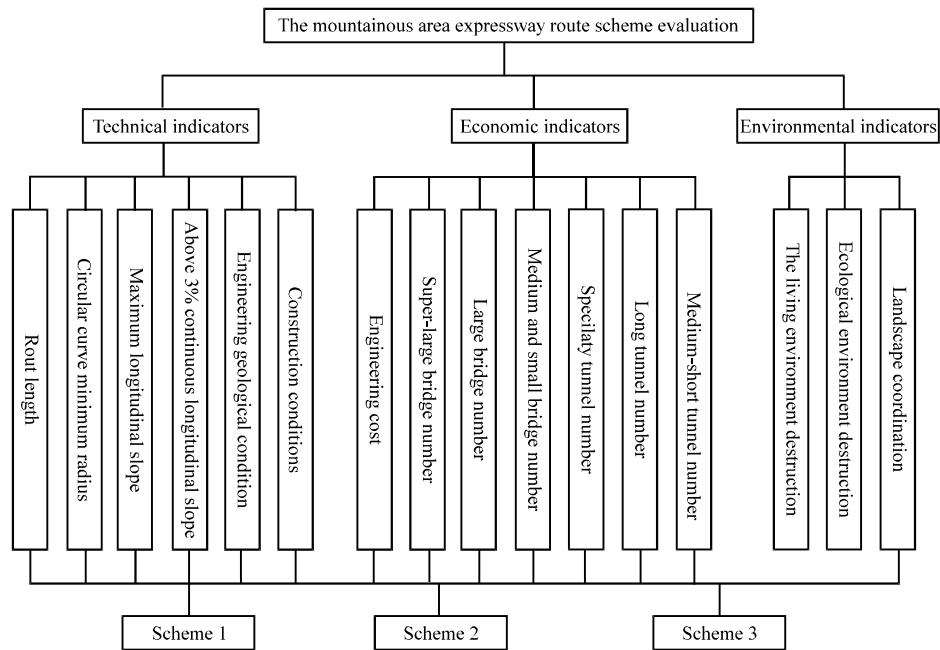 The mountainous area expressway route scheme evaluation
Technical indicators
Economic indicators
Environmental indicators
Rout length
Circular curve minimum radius
Maximum longitudinal slope
Above 3% continuous longitudinal slope
Engineering geological condition
Construction conditions
Engineering cost
Super-large bridge number
Large bridge number
Medium and small bridge number
Specilaty tunnel number
Long tunnel number
Medium-short tunnel number
The living environment destruction
Ecological environment destruction
Landscape coordination
Scheme 1
Scheme 2
Scheme 3